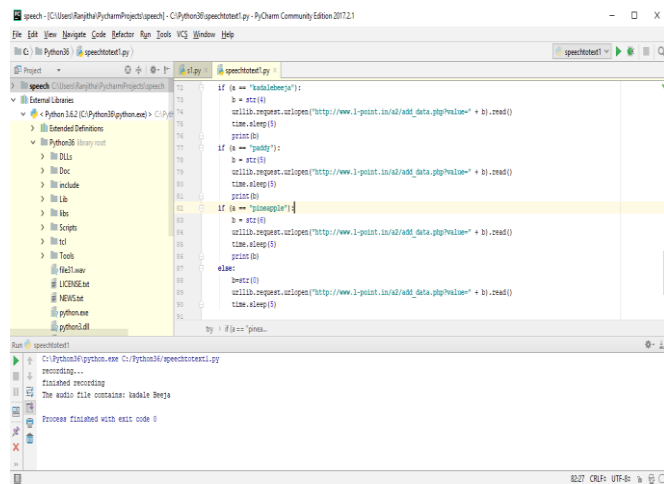 speech - [C:\Users\Ranjitha\PycharmProjects\speech] - C:\Python36\speechtotext1.py - PyCharm Community Edition 2017.2.1
File Edit View Navigate Code Refactor Run Tools VCS Window Help
C: Python36 speechtotext1.py
speechtotext1
Project
s1.py
speechtotext1.py
speech C:\Users\Ranjitha\PycharmProjects\speech
External Libraries
< Python 3.6.2 (C:\Python36\python.exe) > C:\Pyth
Extended Definitions
Python36 library root
DLLs
Doc
include
Lib
libs
Scripts
tcl
Tools
file31.wav
LICENSE.txt
NEWS.txt
python.exe
python3.dll
if (a == "kadalebeeja"):
b = str(4)
urllib.request.urlopen("http://www.1-point.in/a2/add_data.php?value=" + b).read()
time.sleep(5)
print(b)
if (a == "paddy"):
b = str(5)
urllib.request.urlopen("http://www.1-point.in/a2/add_data.php?value=" + b).read()
time.sleep(5)
print(b)
if (a == "pineapple"):
b = str(6)
urllib.request.urlopen("http://www.1-point.in/a2/add_data.php?value=" + b).read()
time.sleep(5)
print(b)
else:
b=str(0)
urllib.request.urlopen("http://www.1-point.in/a2/add_data.php?value=" + b).read()
time.sleep(5)
try › if (a == "pinea...
Run speechtotext1
C:\Python36\python.exe C:/Python36/speechtotext1.py
recording...
finished recording
The audio file contains: kadale Beeja
Process finished with exit code 0
82:27 CRLF÷ UTF-8÷